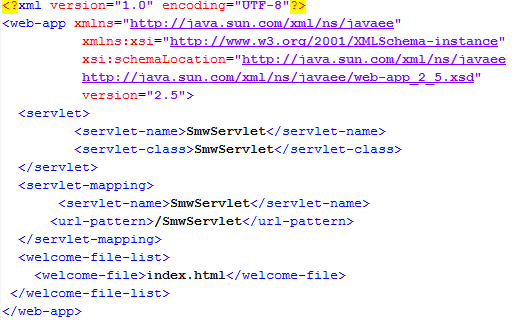 <?xml version="1.0" encoding="UTF-8"?>
<web-app xmlns="http://java.sun.com/xml/ns/javaee"
xmlns:xsi="http://www.w3.org/2001/XMLSchema-instance"
xsi:schemaLocation="http://java.sun.com/xml/ns/javaee
http://java.sun.com/xml/ns/javaee/web-app_2_5.xsd"
version="2.5">
<servlet>
<servlet-name>SmwServlet</servlet-name>
<servlet-class>SmwServlet</servlet-class>
</servlet>
<servlet-mapping>
<servlet-name>SmwServlet</servlet-name>
<url-pattern>/SmwServlet</url-pattern>
</servlet-mapping>
<welcome-file-list>
<welcome-file>index.html</welcome-file>
</welcome-file-list>
</web-app>